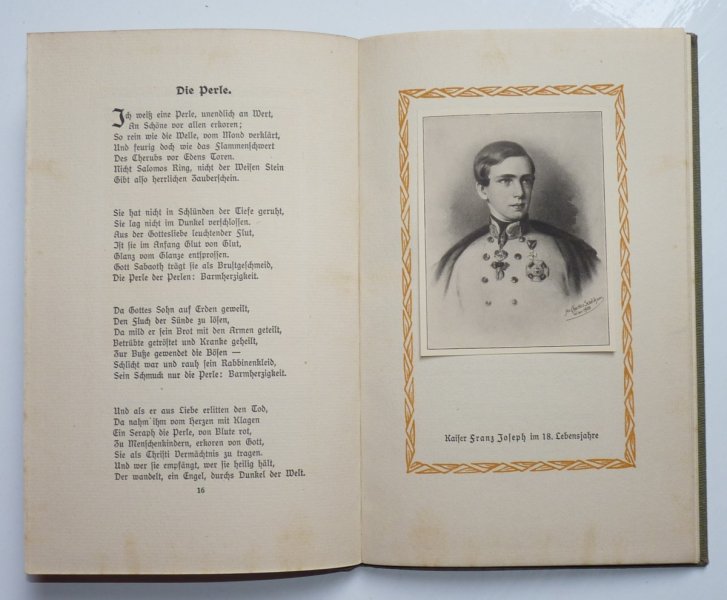 Die Perle.
Ich weiß eine Perle, unendlich an Wert,
An Schöne vor allen erkoren;
So rein wie die Welle, vom Mond verklärt,
Und feurig doch wie das Flammenschwert
Des Cherubs vor Edens Toren.
Nicht Salomos Ring, nicht der Weisen Stein
Gibt also herrlichen Zauberschein.
Sie hat nicht in Schlünden der Tiefe geruht,
Sie lag nicht im Dunkel verschlossen.
Aus der Gottesliebe leuchtender Flut,
Ist sie im Anfang Glut von Glut,
Glanz vom Glanze entsprossen.
Gott Sabaoth trägt sie als Brustgeschmeid,
Die Perle der Perlen: Barmherzigkeit.
Da Gottes Sohn auf Erden geweilt,
Den Fluch der Sünde zu lösen,
Da mild er sein Brot mit den Armen geteilt,
Betrübte getröstet und Kranke geheilt,
Zur Buße gewendet die Bösen —
Schlicht war und rauh sein Rabbinenkleid,
Sein Schmuck nur die Perle: Barmherzigkeit.
Und als er aus Liebe erlitten den Tod,
Da nahm ihm vom Herzen mit Klagen
Ein Seraph die Perle, von Blute rot,
Zu Menschenkindern, erkoren von Gott,
Sie als Christi Vermächtnis zu tragen.
Und wer sie empfängt, wer sie heilig hält,
Der wandelt, ein Engel, durchs Dunkel der Welt.
16
Kaiser Franz Joseph im 18. Lebensjahre